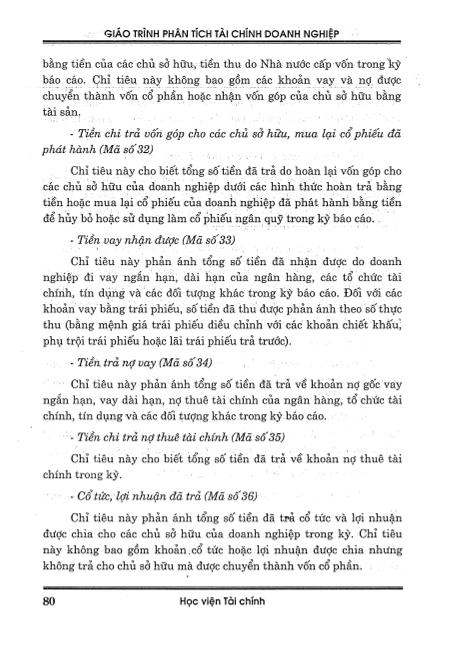 GIÁO TRÌNH PHÂN TÍCH TÀI CHÍNH DOANH NGHIỆP
bằng tiền của các chủ sở hữu, tiền thu do Nhà nước cấp vốn trong kỳ
báo cáo. Chỉ tiêu này không bao gồm các khoản vay và nợ được
chuyển thành vốn cổ phần hoặc nhận vốn góp của chủ sở hữu bằng
tài sản.
- Tiền chi trả vốn góp cho các chủ sở hữu, mua lại cổ phiếu đã
phát hành (Mã số 32)
Chỉ tiêu này cho biết tổng số tiền đã trả do hoàn lại vốn góp cho
các chủ sở hữu của doanh nghiệp dưới các hình thức hoàn trả bằng
tiền hoặc mua lại cổ phiếu của doanh nghiệp đã phát hành bằng tiền
để hủy bỏ hoặc sử dụng làm cổ phiếu ngân quỹ trong kỳ báo cáo.
- Tiền vay nhận được (Mã số 33)
Chỉ tiêu này phản ánh tổng số tiền đã nhận được do doanh
nghiệp đi vay ngắn hạn, dài hạn của ngân hàng, các tổ chức tài
chính, tín dụng và các đối tượng khác trong kỳ báo cáo. Đối với các
khoản vay bằng trái phiếu, số tiền đã thu được phản ánh theo số thực
thu (bằng mệnh giá trái phiếu điều chỉnh với các khoản chiết khấu,
phụ trội trái phiếu hoặc lãi trái phiếu trả trước).
- Tiền trả nợ vay (Mã số 34)
Chỉ tiêu này phản ánh tổng số tiền đã trả về khoản nợ gốc vay
ngắn hạn, vay dài hạn, nợ thuê tài chính của ngân hàng, tổ chức tài
chính, tín dụng và các đối tượng khác trong kỳ báo cáo.
- Tiền chi trả nợ thuê tài chính (Mã số 35)
Chỉ tiêu này cho biết tổng số tiền đã trả về khoản nợ thuê tài
chính trong kỳ.
- Cổ tức, lợi nhuận đã trả (Mã số 36)
Chỉ tiêu này phản ánh tổng số tiền đã trả cổ tức và lợi nhuận
được chia cho các chủ sở hữu của doanh nghiệp trong kỳ. Chỉ tiêu
này không bao gồm khoản cổ tức hoặc lợi nhuận được chia nhưng
không trả cho chủ sở hữu mà được chuyển thành vốn cổ phần.
80 Học viện Tài chính